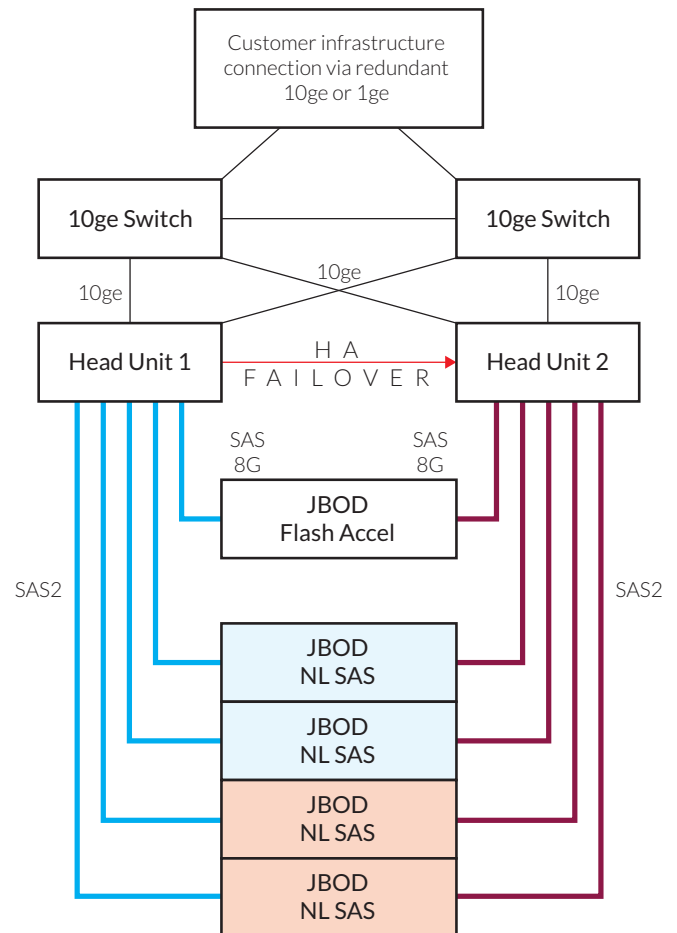 Customer infrastructure
connection via redundant
10ge or 1ge
10ge Switch
10ge Switch
10ge
10ge
10ge
Head Unit 1
H A
F A I L O V E R
Head Unit 2
SAS
8G
SAS
8G
JBOD
Flash Accel
SAS2
SAS2
JBOD
NL SAS
JBOD
NL SAS
JBOD
NL SAS
JBOD
NL SAS